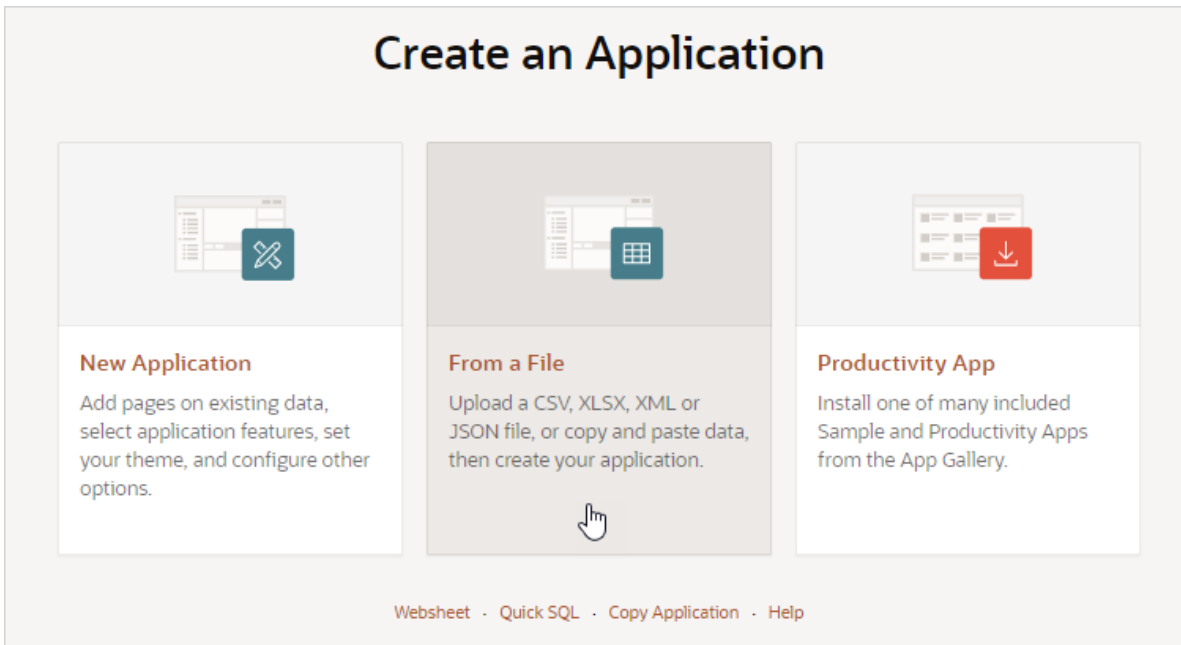 Create an Application
New Application
Add pages on existing data,
select application features, set
your theme, and configure other
options.
From a File
Upload a CSV, XLSX, XML or
JSON file, or copy and paste data,
then create your application.
Productivity App
Install one of many included
Sample and Productivity Apps
from the App Gallery.
Websheet - Quick SQL · Copy Application · Help